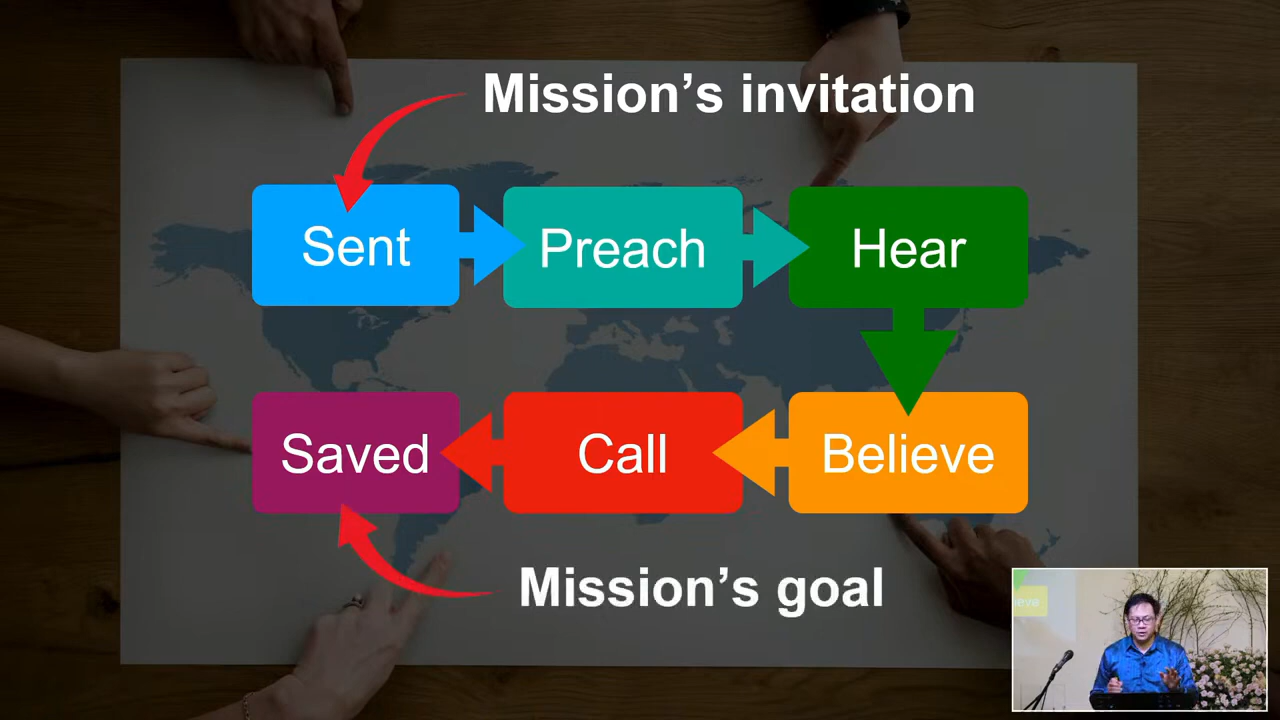 Mission’s invitation
Sent
Preach
Hear
Saved
Call
Believe
Mission’s goal